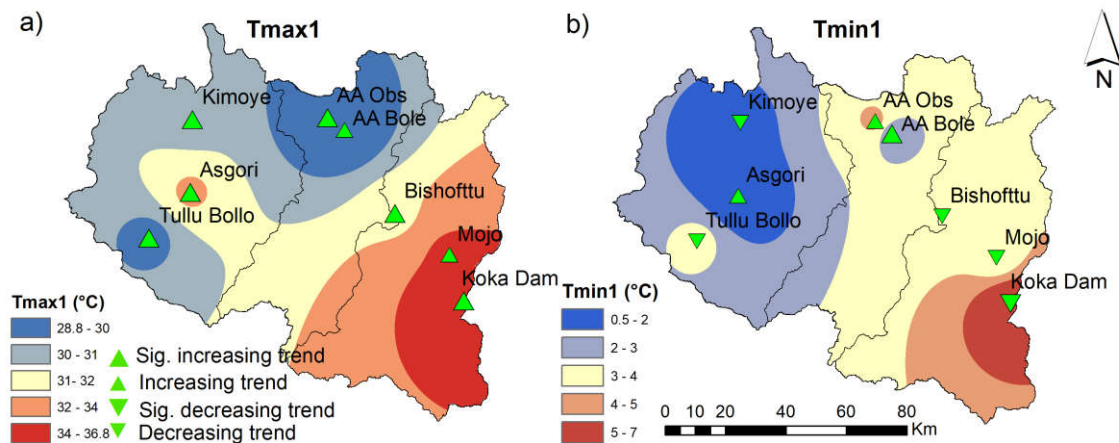 a)
Tmax1
Kimoye
AA Obs
AA Bole
Asgori
Tullu Bollo
Bishofttu
Mojo
Koka Dam
Tmax1 (°C)
28.8 - 30
30 - 31
31 - 32
32 - 34
34 - 36.8
Sig. increasing trend
Increasing trend
Sig. decreasing trend
Decreasing trend
b)
Tmin1
N
Kimoye
AA Obs
AA Bole
Asgori
Tullu Bollo
Bishofttu
Mojo
Koka Dam
Tmin1 (°C)
0.5 - 2
2 - 3
3 - 4
4 - 5
5 - 7
0 5 10 20 40 60 80
Km